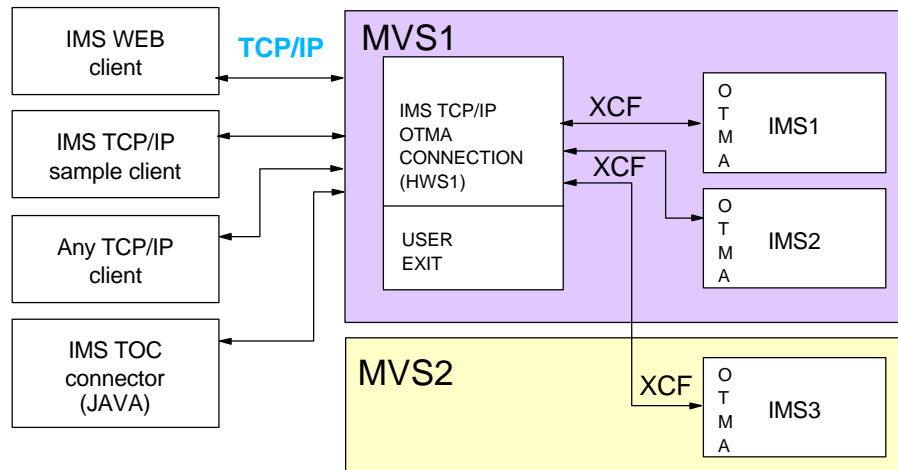 IMS WEB
client
TCP/IP
IMS TCP/IP
sample client
Any TCP/IP
client
IMS TOC
connector
(JAVA)
MVS1
IMS TCP/IP
OTMA
CONNECTION
(HWS1)
USER
EXIT
XCF
XCF
O
T
M
A
IMS1
O
T
M
A
IMS2
MVS2
XCF
O
T
M
A
IMS3